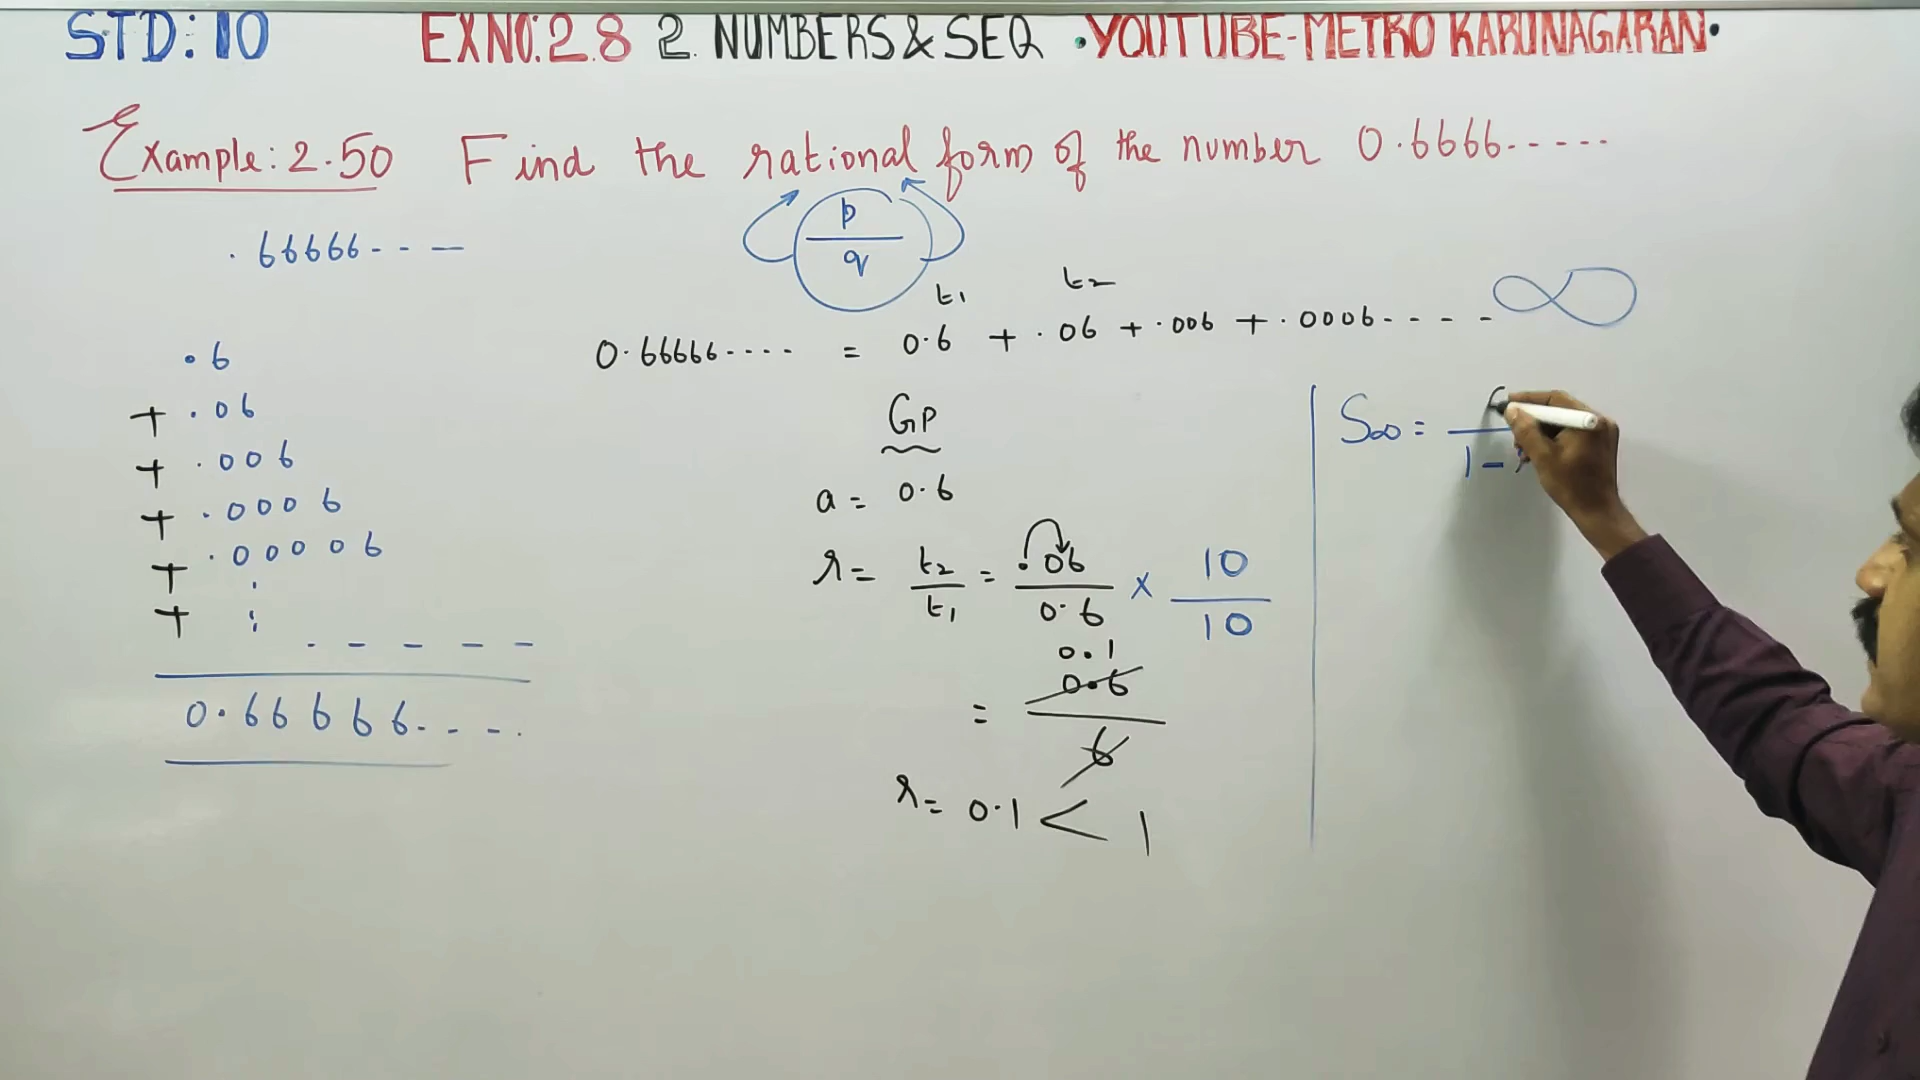 STD: 10 EXNO: 2.8 2. NUMBERS & SEQ • YOUTUBE-METRO KARUNAGARAN •
Example: 2.50 Find the rational form of the number 0.6666.....
p
q
.66666---
t1 t2
0.66666.... = 0.6 + .06 + .006 + .0006.... ∞
.6
+ .06
+ .006
+ .0006
+ .00006
+ :
- - - - -
0.66666....
GP
a = 0.6
r = t2/t1 = .06/0.6 × 10/10
0.1
= 0.6/6
r = 0.1 < 1
S∞ =
1 -